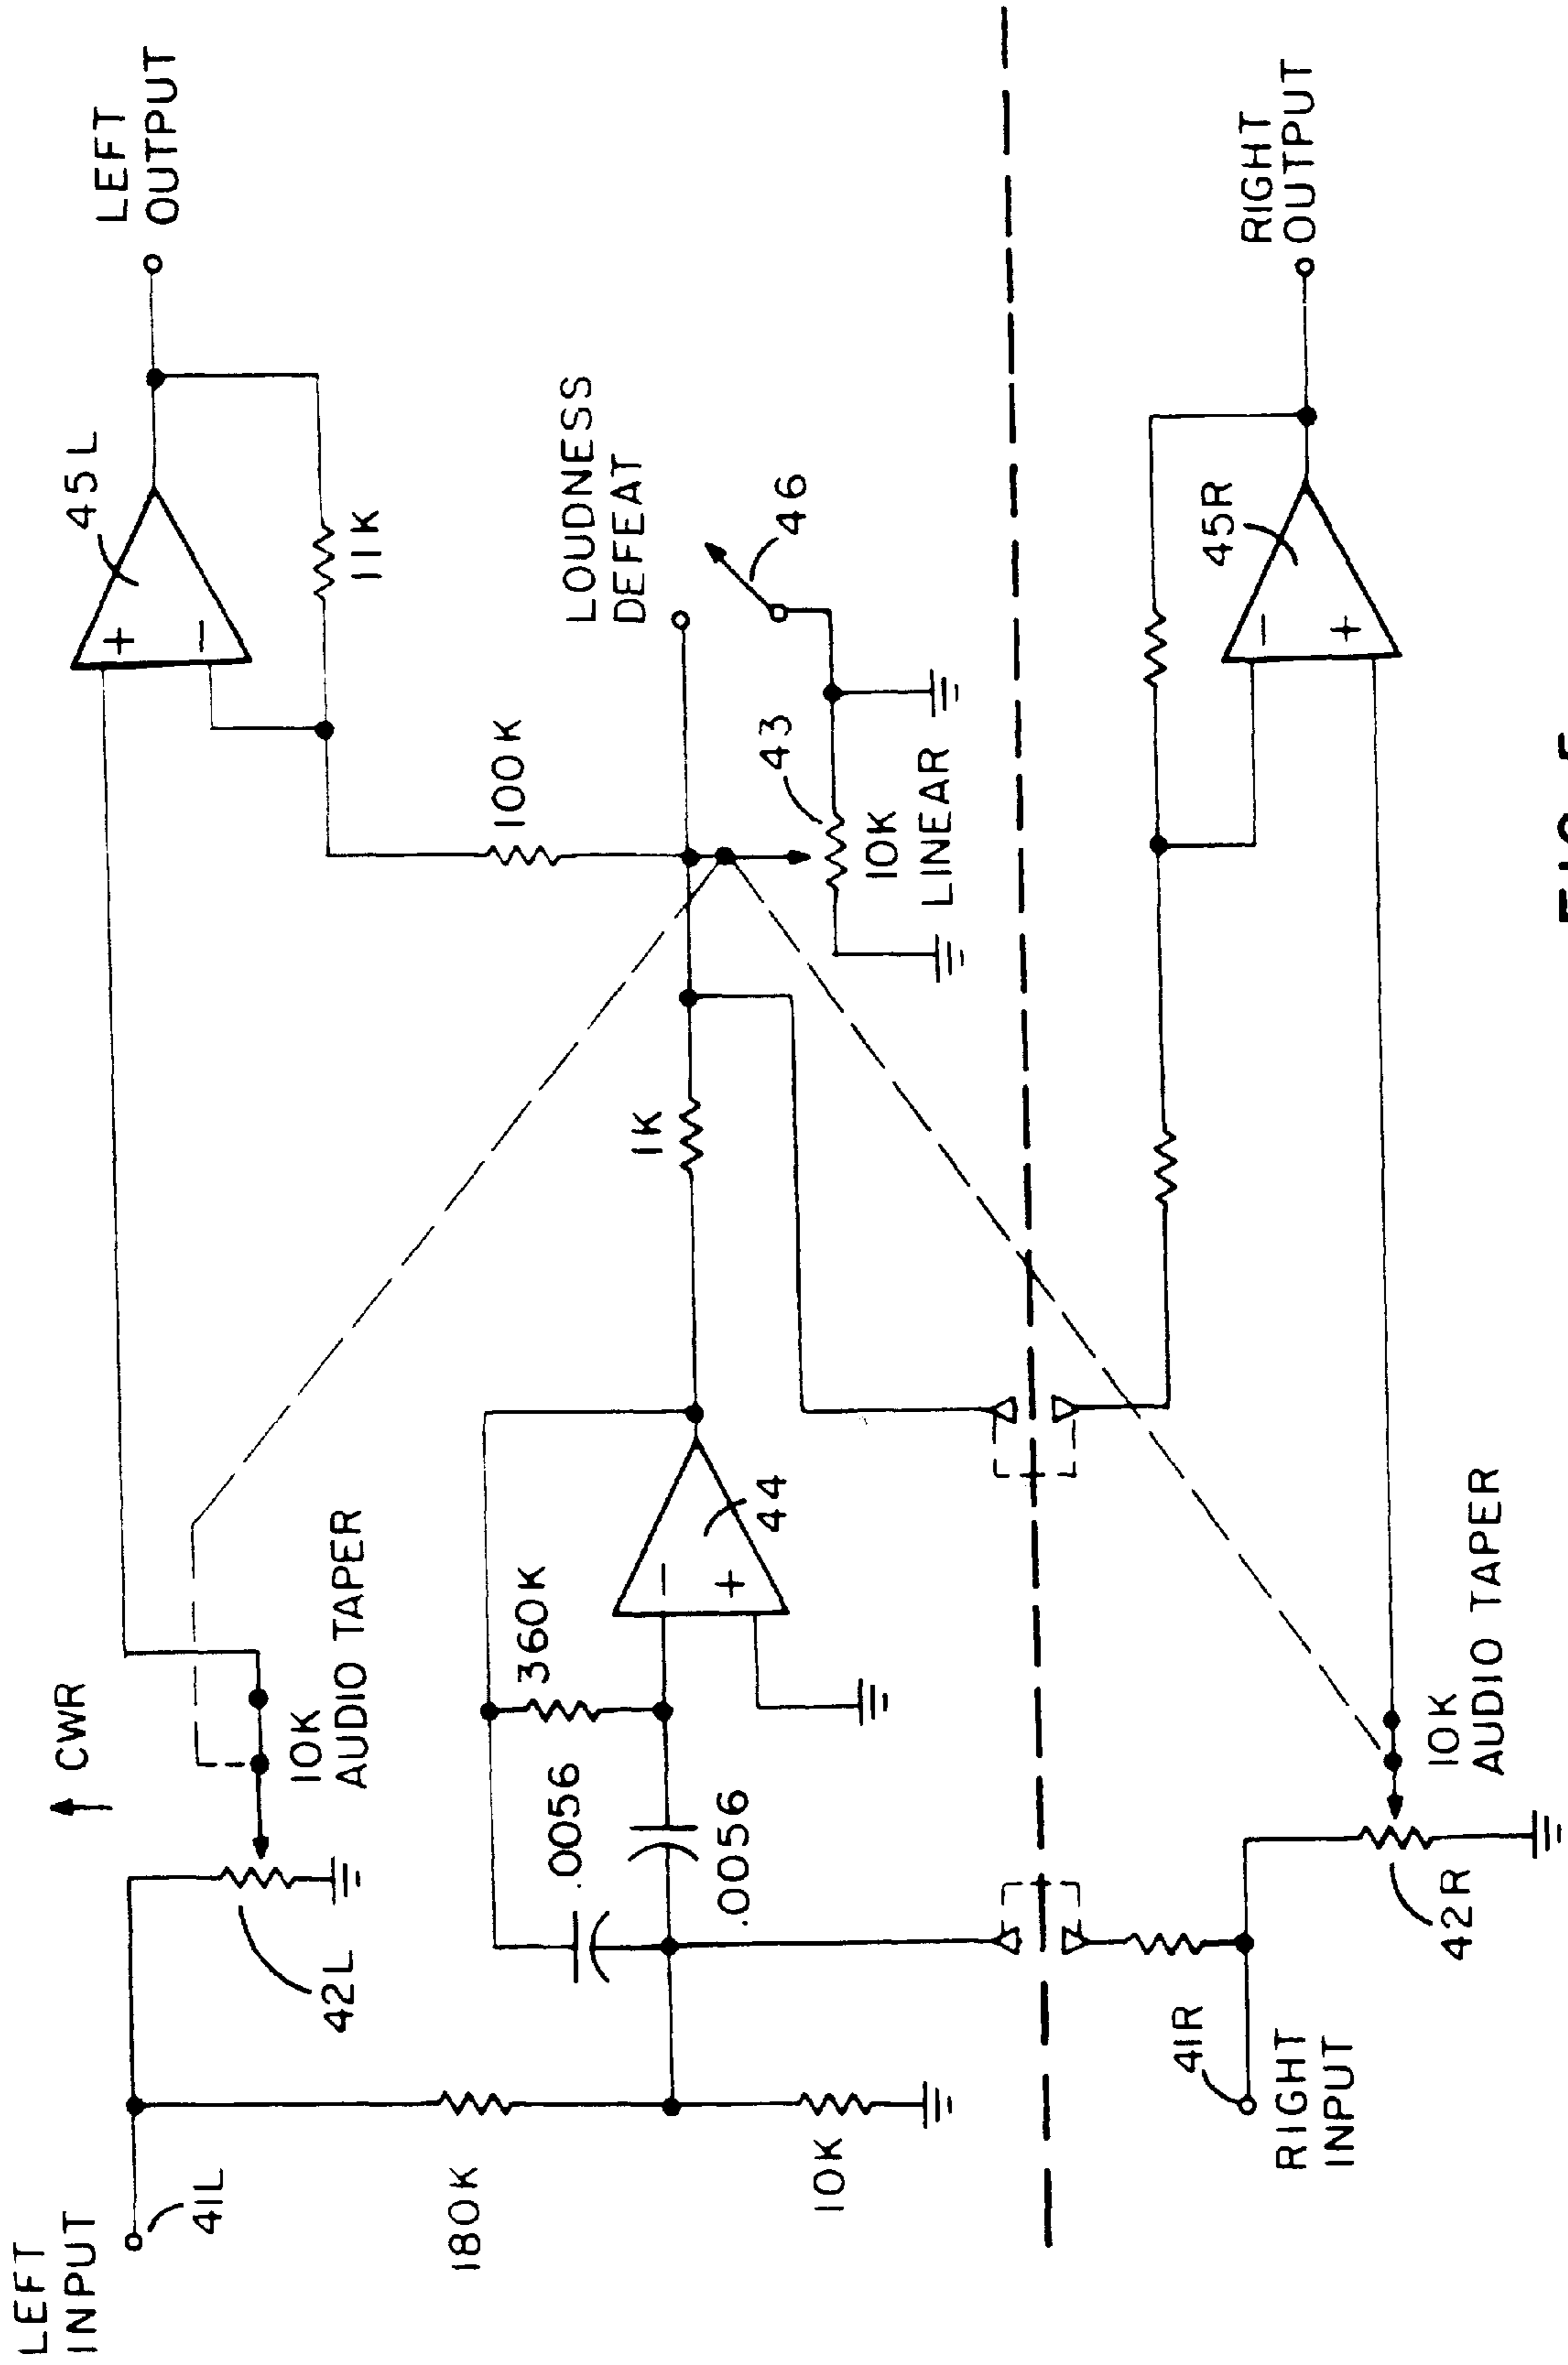 LEFT
INPUT
41L
CWR
42L
10K
AUDIO TAPER
180K
10K
.0056
.0056
360K
−
+
44
1K
100K
+
−
45L
11K
LEFT
OUTPUT
LOUDNESS
DEFEAT
46
43
10K
LINEAR
41R
RIGHT
INPUT
42R
10K
AUDIO TAPER
−
+
45R
RIGHT
OUTPUT